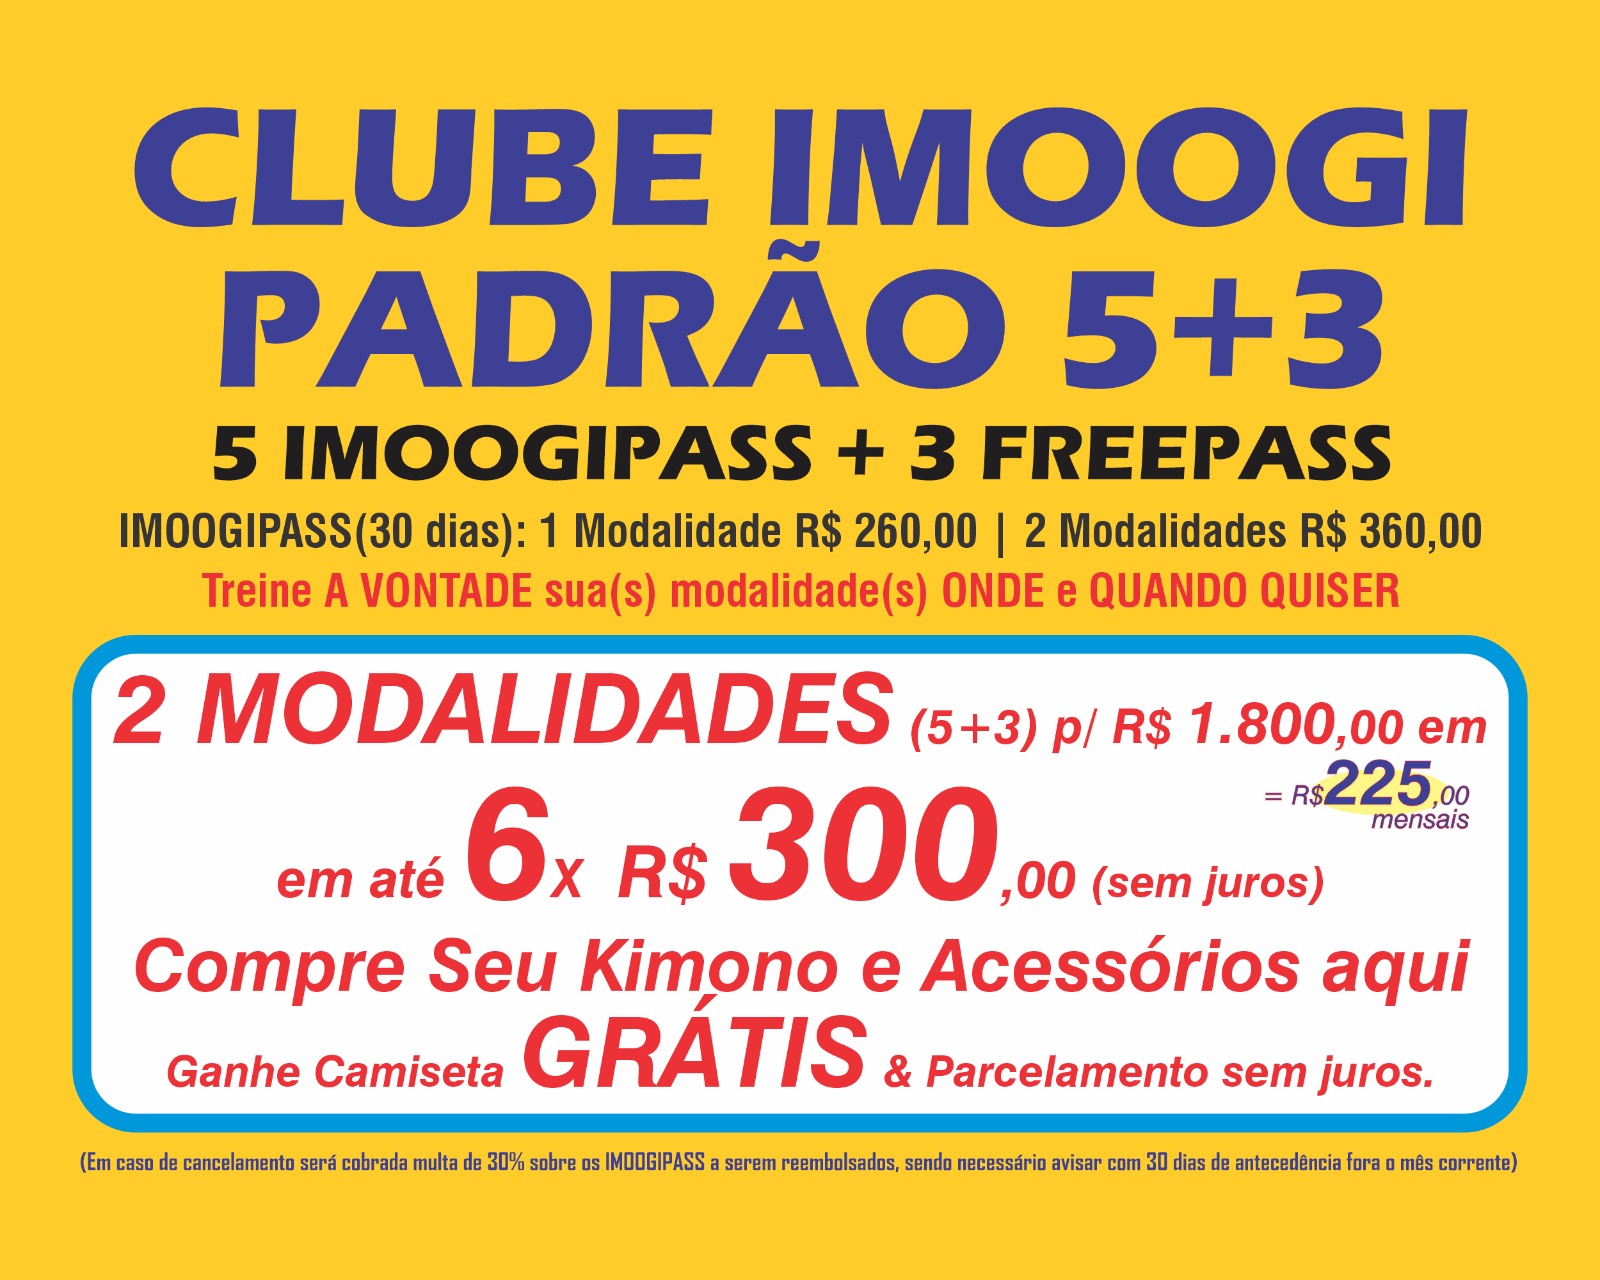 CLUBE IMOOGI
PADRÃO 5+3
5 IMOOGIPASS + 3 FREEPASS
IMOOGIPASS(30 dias): 1 Modalidade R$ 260,00 | 2 Modalidades R$ 360,00
Treine A VONTADE sua(s) modalidade(s) ONDE e QUANDO QUISER
2 MODALIDADES (5+3) p/ R$ 1.800,00 em
= R$225,00
mensais
em até 6x R$ 300,00 (sem juros)
Compre Seu Kimono e Acessórios aqui
Ganhe Camiseta GRÁTIS & Parcelamento sem juros.
(Em caso de cancelamento será cobrada multa de 30% sobre os IMOOGIPASS a serem reembolsados, sendo necessário avisar com 30 dias de antecedência fora o mês corrente)